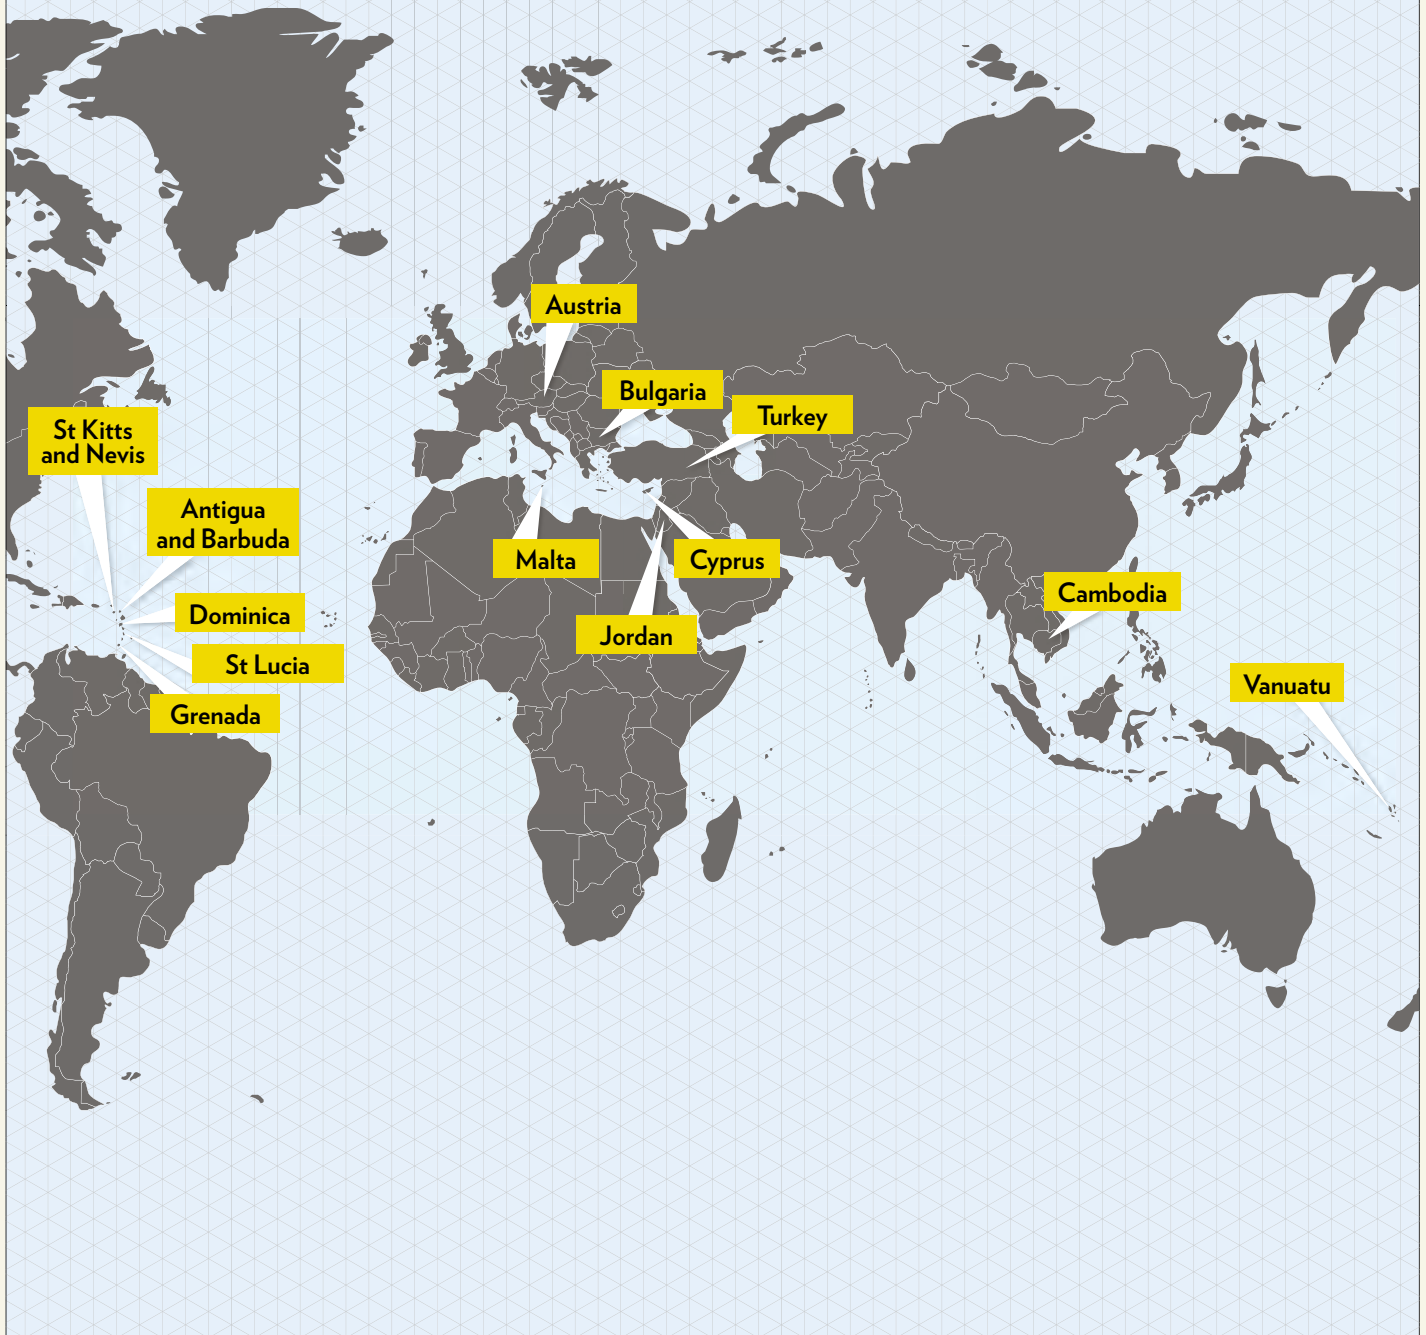 Austria
Bulgaria
Turkey
St Kitts
and Nevis
Antigua
and Barbuda
Malta
Cyprus
Cambodia
Dominica
Jordan
St Lucia
Vanuatu
Grenada